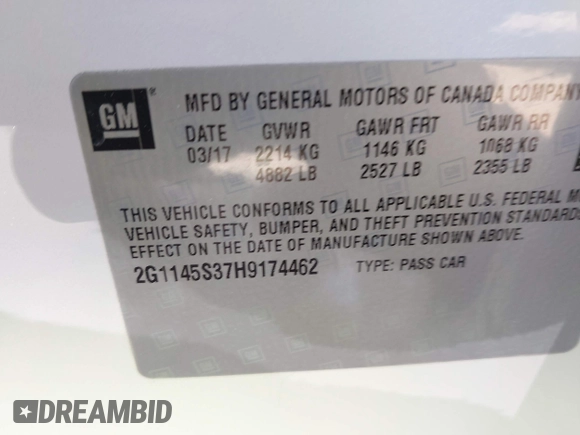 GM ®
MFD BY GENERAL MOTORS OF CANADA COMPANY
DATE GVWR GAWR FRT GAWR RR
03/17 2214 KG 1146 KG 1068 KG
4882 LB 2527 LB 2355 LB
THIS VEHICLE CONFORMS TO ALL APPLICABLE U.S. FEDERAL M
VEHICLE SAFETY, BUMPER, AND THEFT PREVENTION STANDARDS
EFFECT ON THE DATE OF MANUFACTURE SHOWN ABOVE.
2G1145S37H9174462 TYPE: PASS CAR
DREAMBID